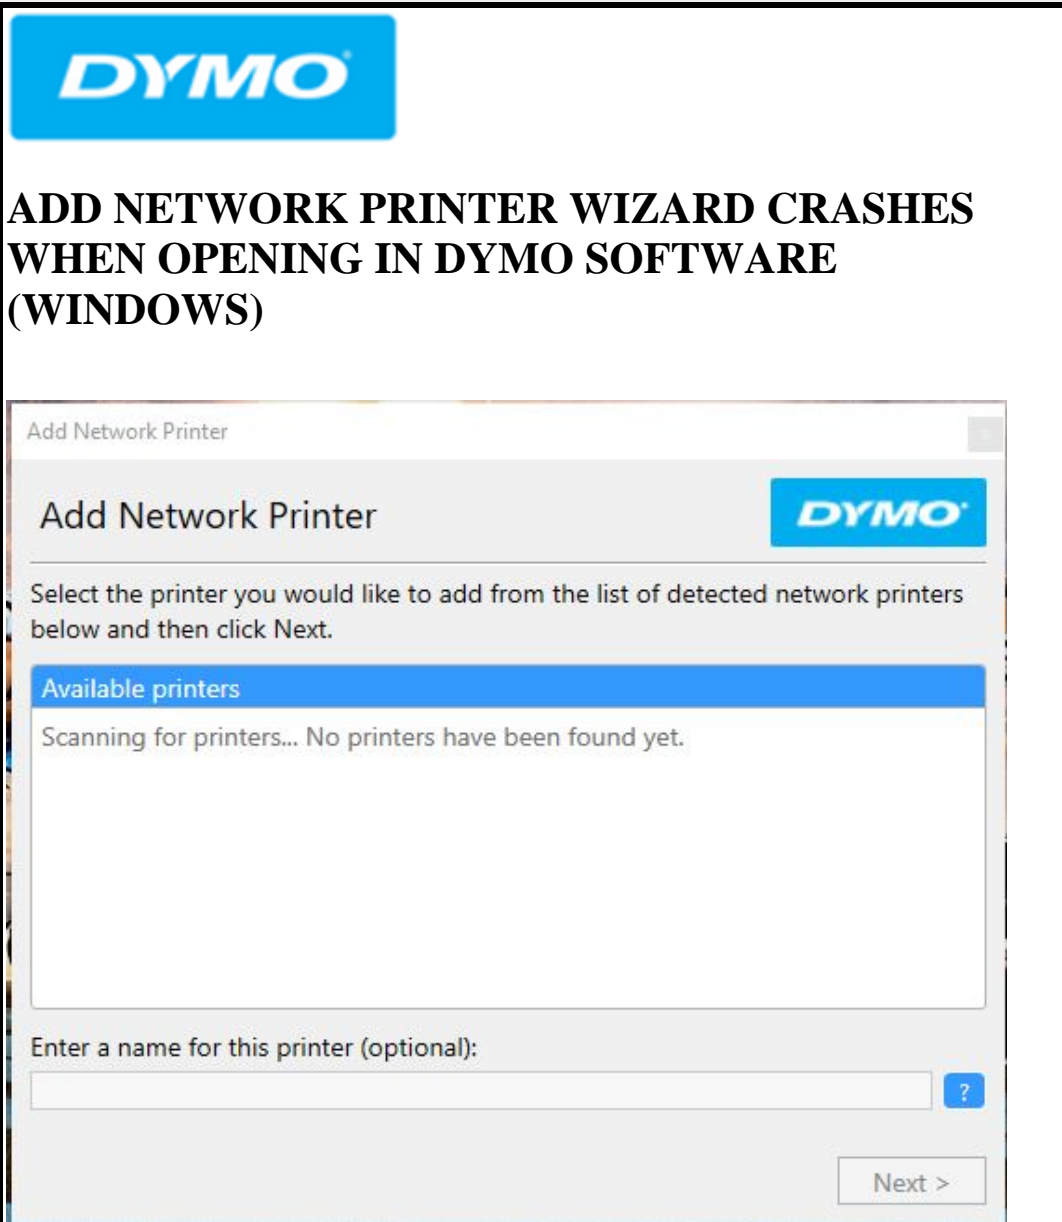 DYMO
ADD NETWORK PRINTER WIZARD CRASHES
WHEN OPENING IN DYMO SOFTWARE
(WINDOWS)
Add Network Printer
Add Network Printer
DYMO
Select the printer you would like to add from the list of detected network printers
below and then click Next.
Available printers
Scanning for printers... No printers have been found yet.
Enter a name for this printer (optional):
?
Next >